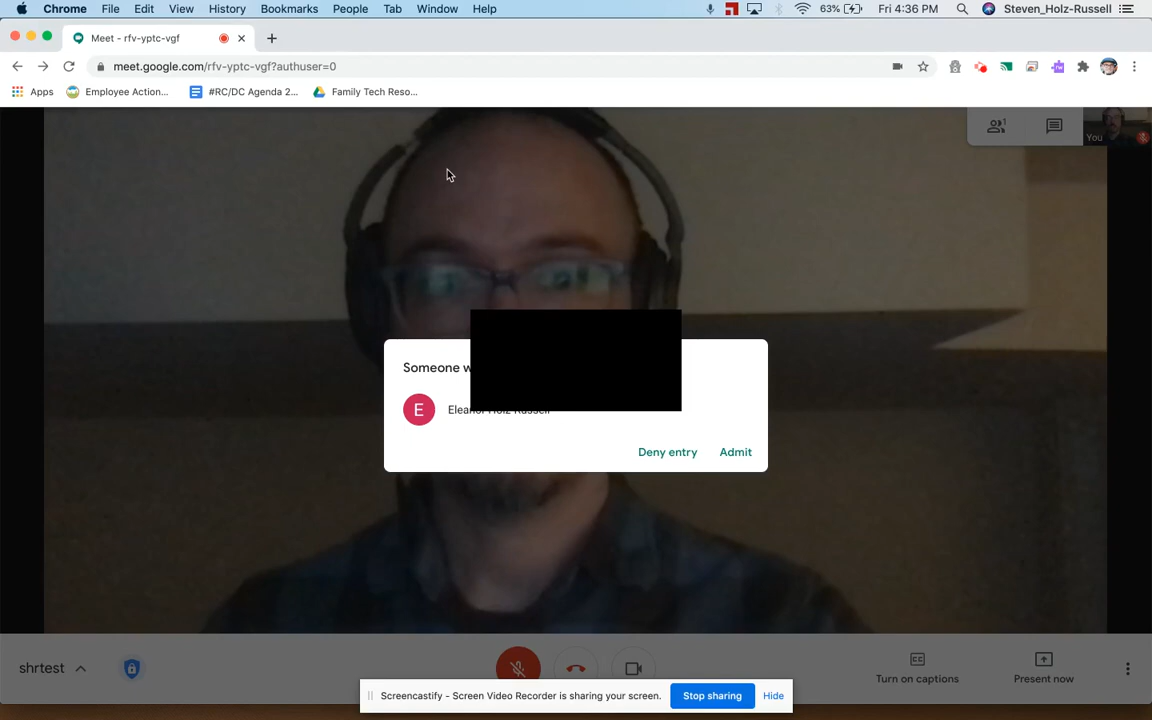 Chrome File Edit View History Bookmarks People Tab Window Help 63% Fri 4:36 PM Steven_Holz-Russell
Meet - rfv-yptc-vgf
meet.google.com/rfv-yptc-vgf?authuser=0
Apps Employee Action... #RC/DC Agenda 2... Family Tech Reso...
1
You
Someone
E
Deny entry Admit
shrtest Turn on captions Present now
Screencastify - Screen Video Recorder is sharing your screen. Stop sharing Hide